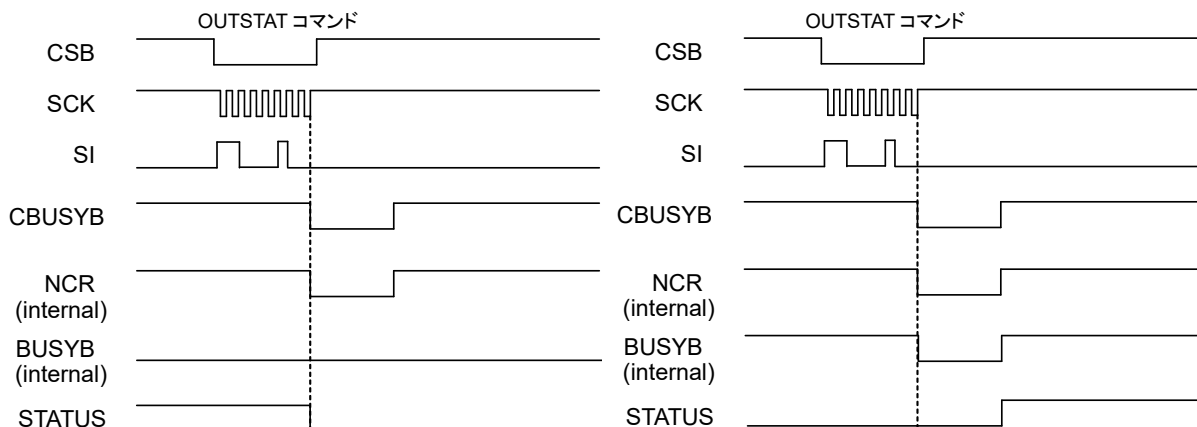 OUTSTAT コマンド
CSB
SCK
SI
CBUSYB
NCR
(internal)
BUSYB
(internal)
STATUS
OUTSTAT コマンド
CSB
SCK
SI
CBUSYB
NCR
(internal)
BUSYB
(internal)
STATUS